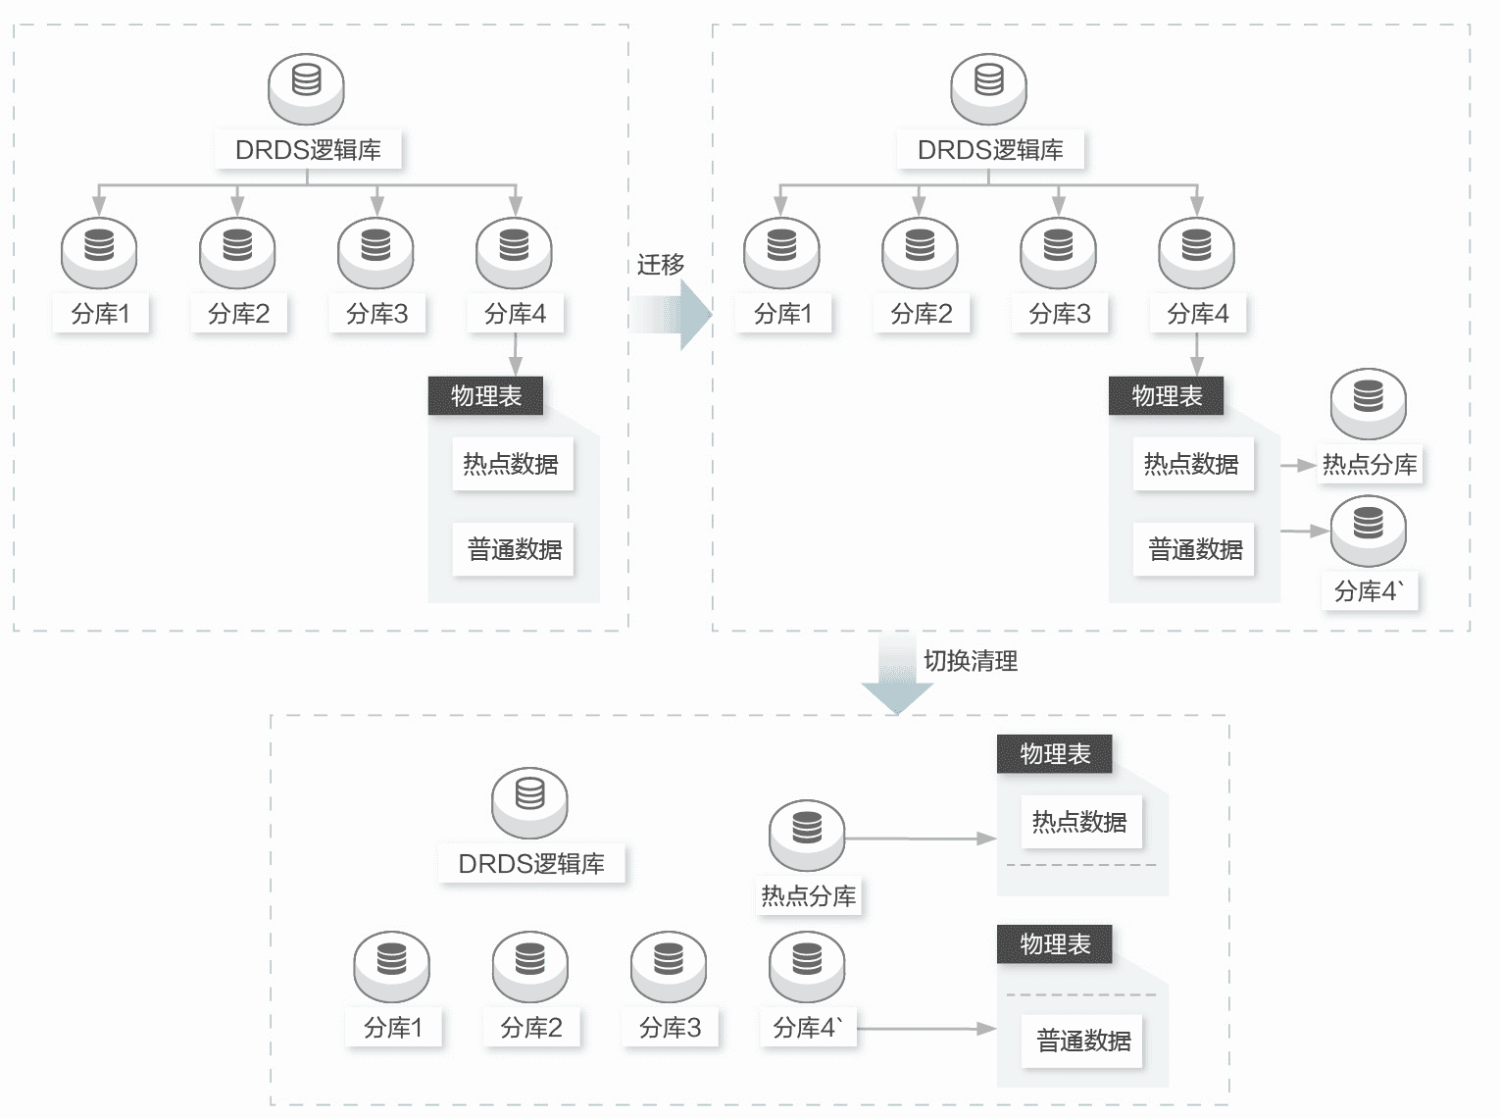 DRDS逻辑库
分库1
分库2
分库3
分库4
物理表
热点数据
普通数据
迁移
DRDS逻辑库
分库1
分库2
分库3
分库4
物理表
热点数据
普通数据
热点分库
分库4`
切换清理
DRDS逻辑库
热点分库
物理表
热点数据
分库1
分库2
分库3
分库4`
物理表
普通数据